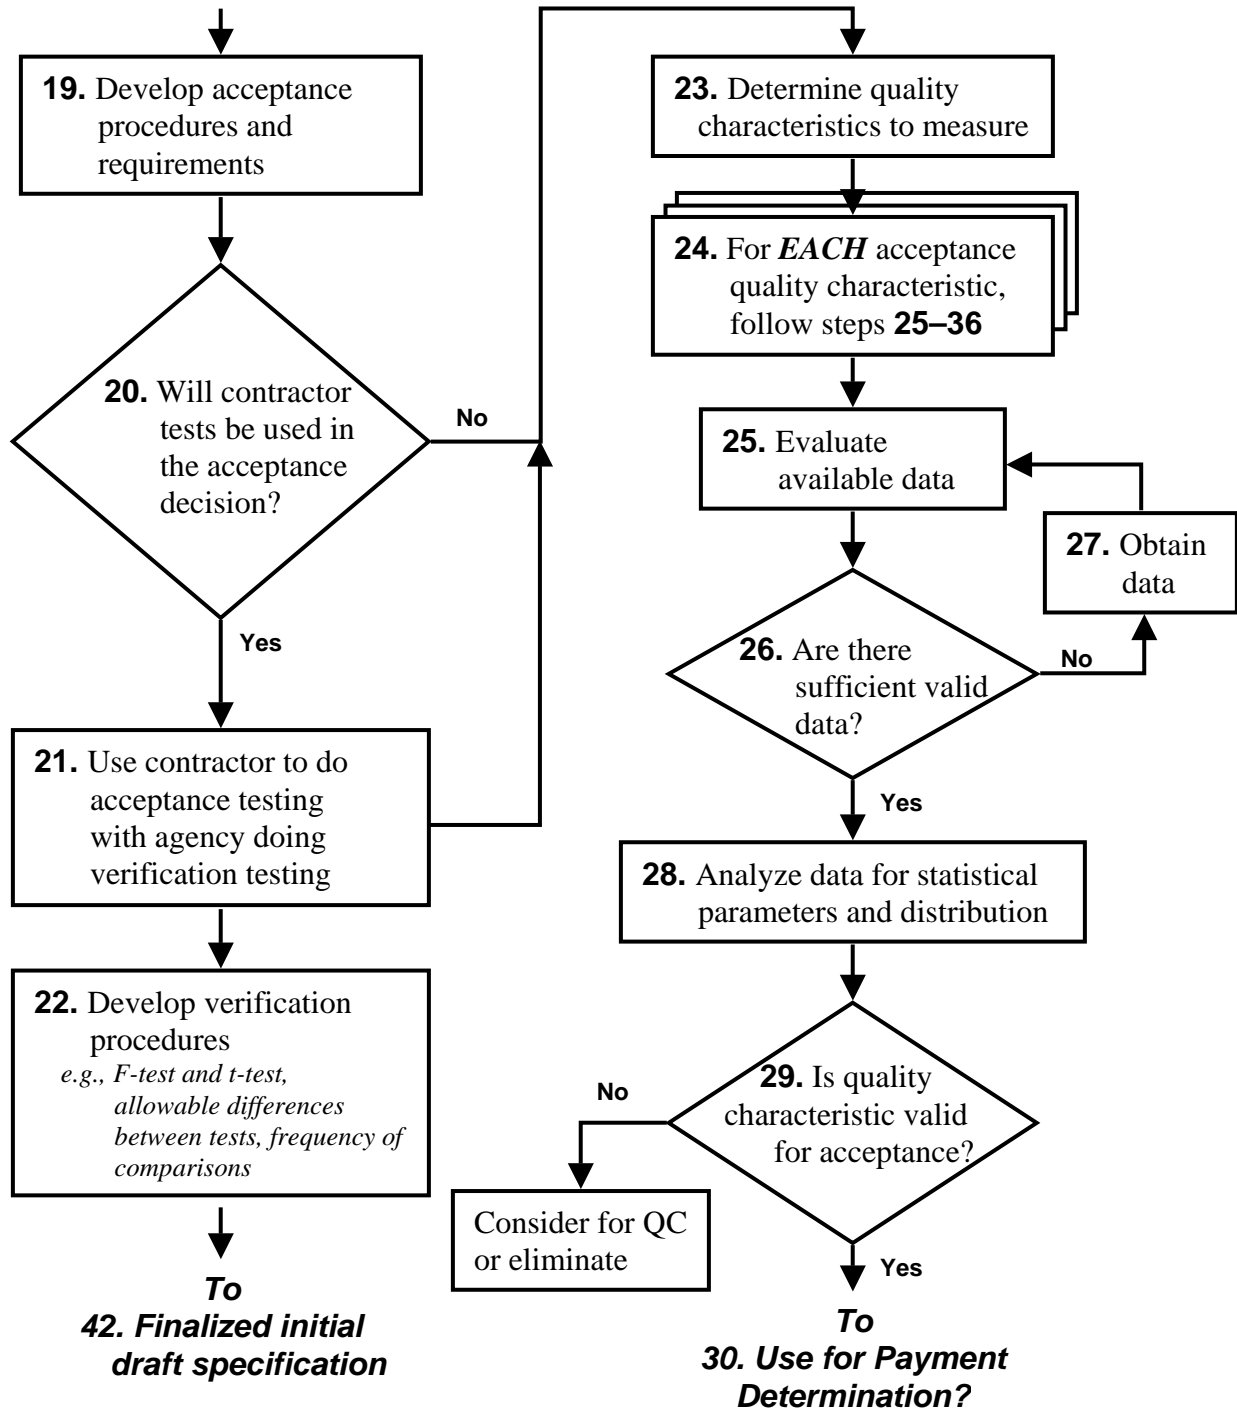 19. Develop acceptance
procedures and
requirements
20. Will contractor
tests be used in
the acceptance
decision?
No
Yes
21. Use contractor to do
acceptance testing
with agency doing
verification testing
22. Develop verification
procedures
e.g., F-test and t-test,
allowable differences
between tests, frequency of
comparisons
To
42. Finalized initial
draft specification
23. Determine quality
characteristics to measure
24. For EACH acceptance
quality characteristic,
follow steps 25–36
25. Evaluate
available data
27. Obtain
data
26. Are there
sufficient valid
data?
No
Yes
28. Analyze data for statistical
parameters and distribution
29. Is quality
characteristic valid
for acceptance?
No
Consider for QC
or eliminate
Yes
To
30. Use for Payment
Determination?